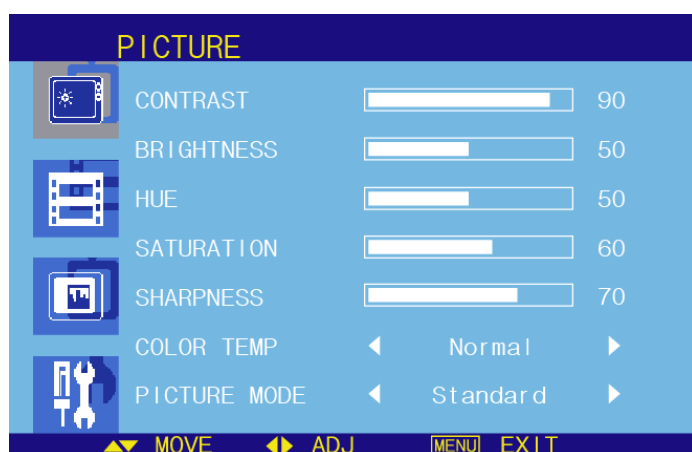 PICTURE
CONTRAST 90
BRIGHTNESS 50
HUE 50
SATURATION 60
SHARPNESS 70
COLOR TEMP Normal
PICTURE MODE Standard
MOVE ADJ MENU EXIT